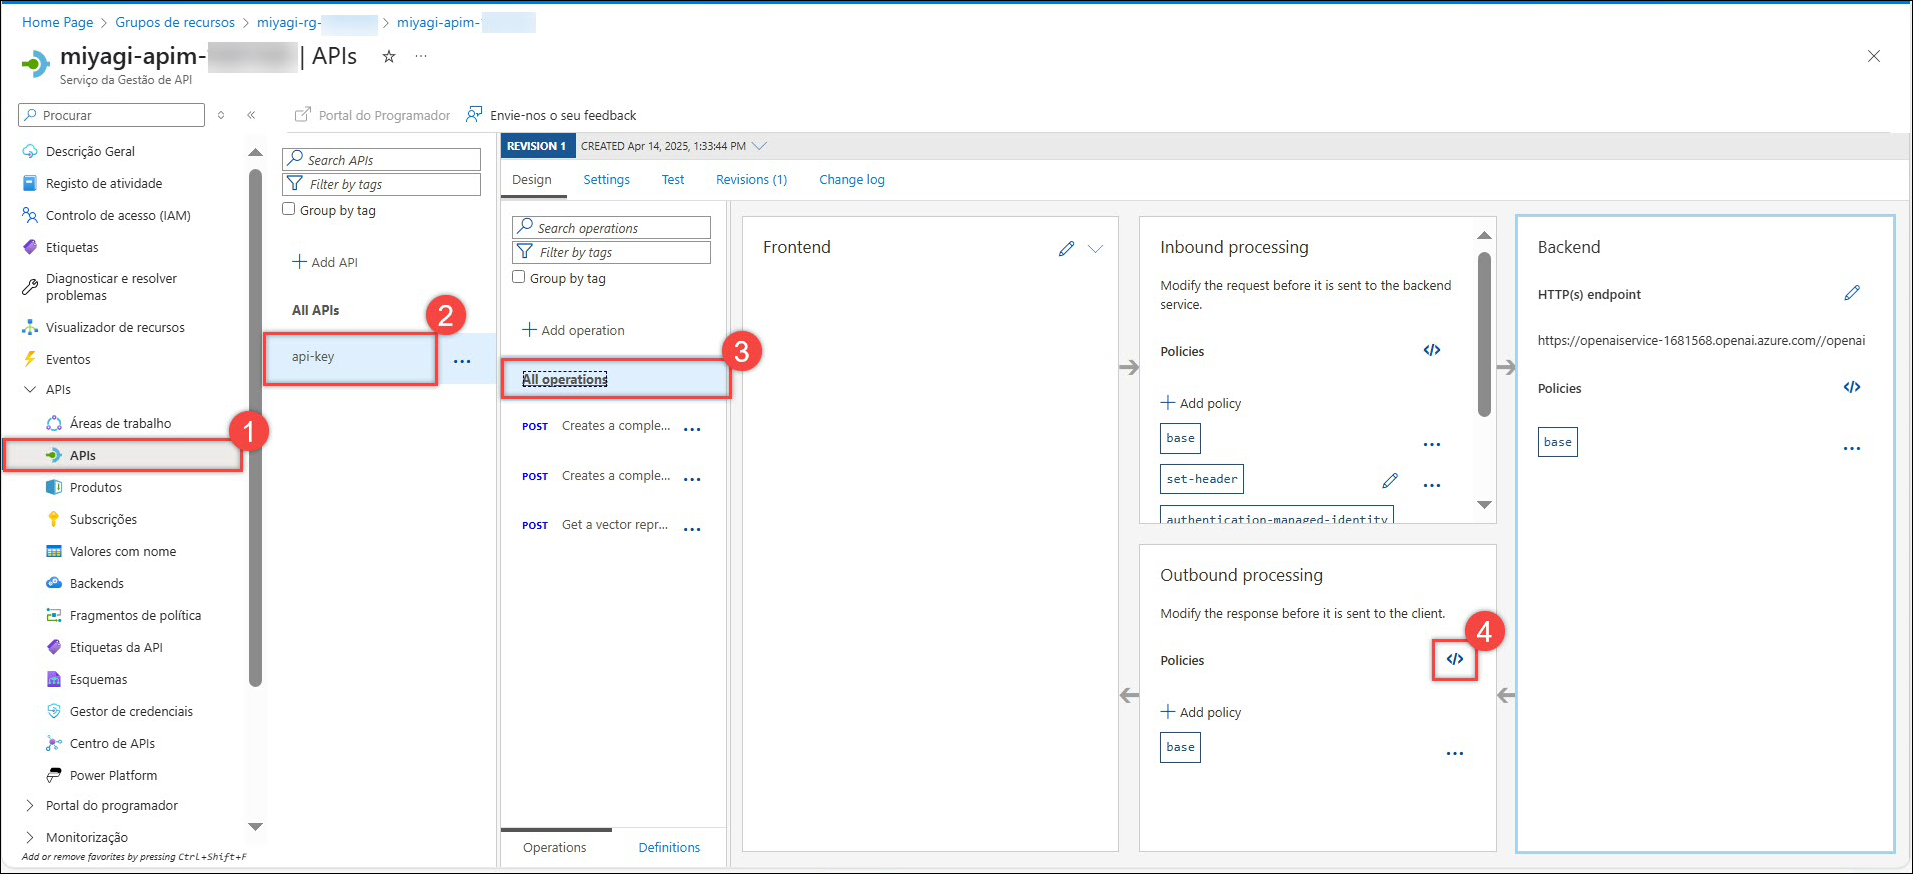 Home Page > Grupos de recursos > miyagi-rg- > miyagi-apim-
miyagi-apim- | APIs
Serviço da Gestão de API
Procurar
Descrição Geral
Registo de atividade
Controlo de acesso (IAM)
Etiquetas
Diagnosticar e resolver
problemas
Visualizador de recursos
Eventos
APIs
Áreas de trabalho
1
APIs
Produtos
Subscrições
Valores com nome
Backends
Fragmentos de política
Etiquetas da API
Esquemas
Gestor de credenciais
Centro de APIs
Power Platform
Portal do programador
Monitorização
Add or remove favorites by pressing Ctrl+Shift+F
Portal do Programador
Envie-nos o seu feedback
Search APIs
Filter by tags
Group by tag
+ Add API
All APIs
2
api-key
REVISION 1
CREATED Apr 14, 2025, 1:33:44 PM
Design
Settings
Test
Revisions (1)
Change log
Search operations
Filter by tags
Group by tag
+ Add operation
3
All operations
POST Creates a comple...
POST Creates a comple...
POST Get a vector repr...
Operations
Definitions
Frontend
Inbound processing
Modify the request before it is sent to the backend
service.
Policies </>
+ Add policy
base
set-header
authentication-managed-identity
Outbound processing
Modify the response before it is sent to the client.
4
Policies </>
+ Add policy
base
Backend
HTTP(s) endpoint
https://openaiservice-1681568.openai.azure.com//openai
Policies </>
base